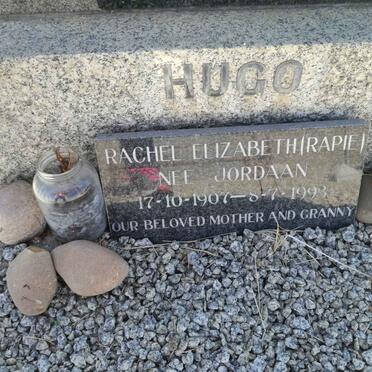 HUGO
RACHEL ELIZABETH (RAPIE)
NEE JORDAAN
17-10-1907—8-7-1993
OUR BELOVED MOTHER AND GRANNY